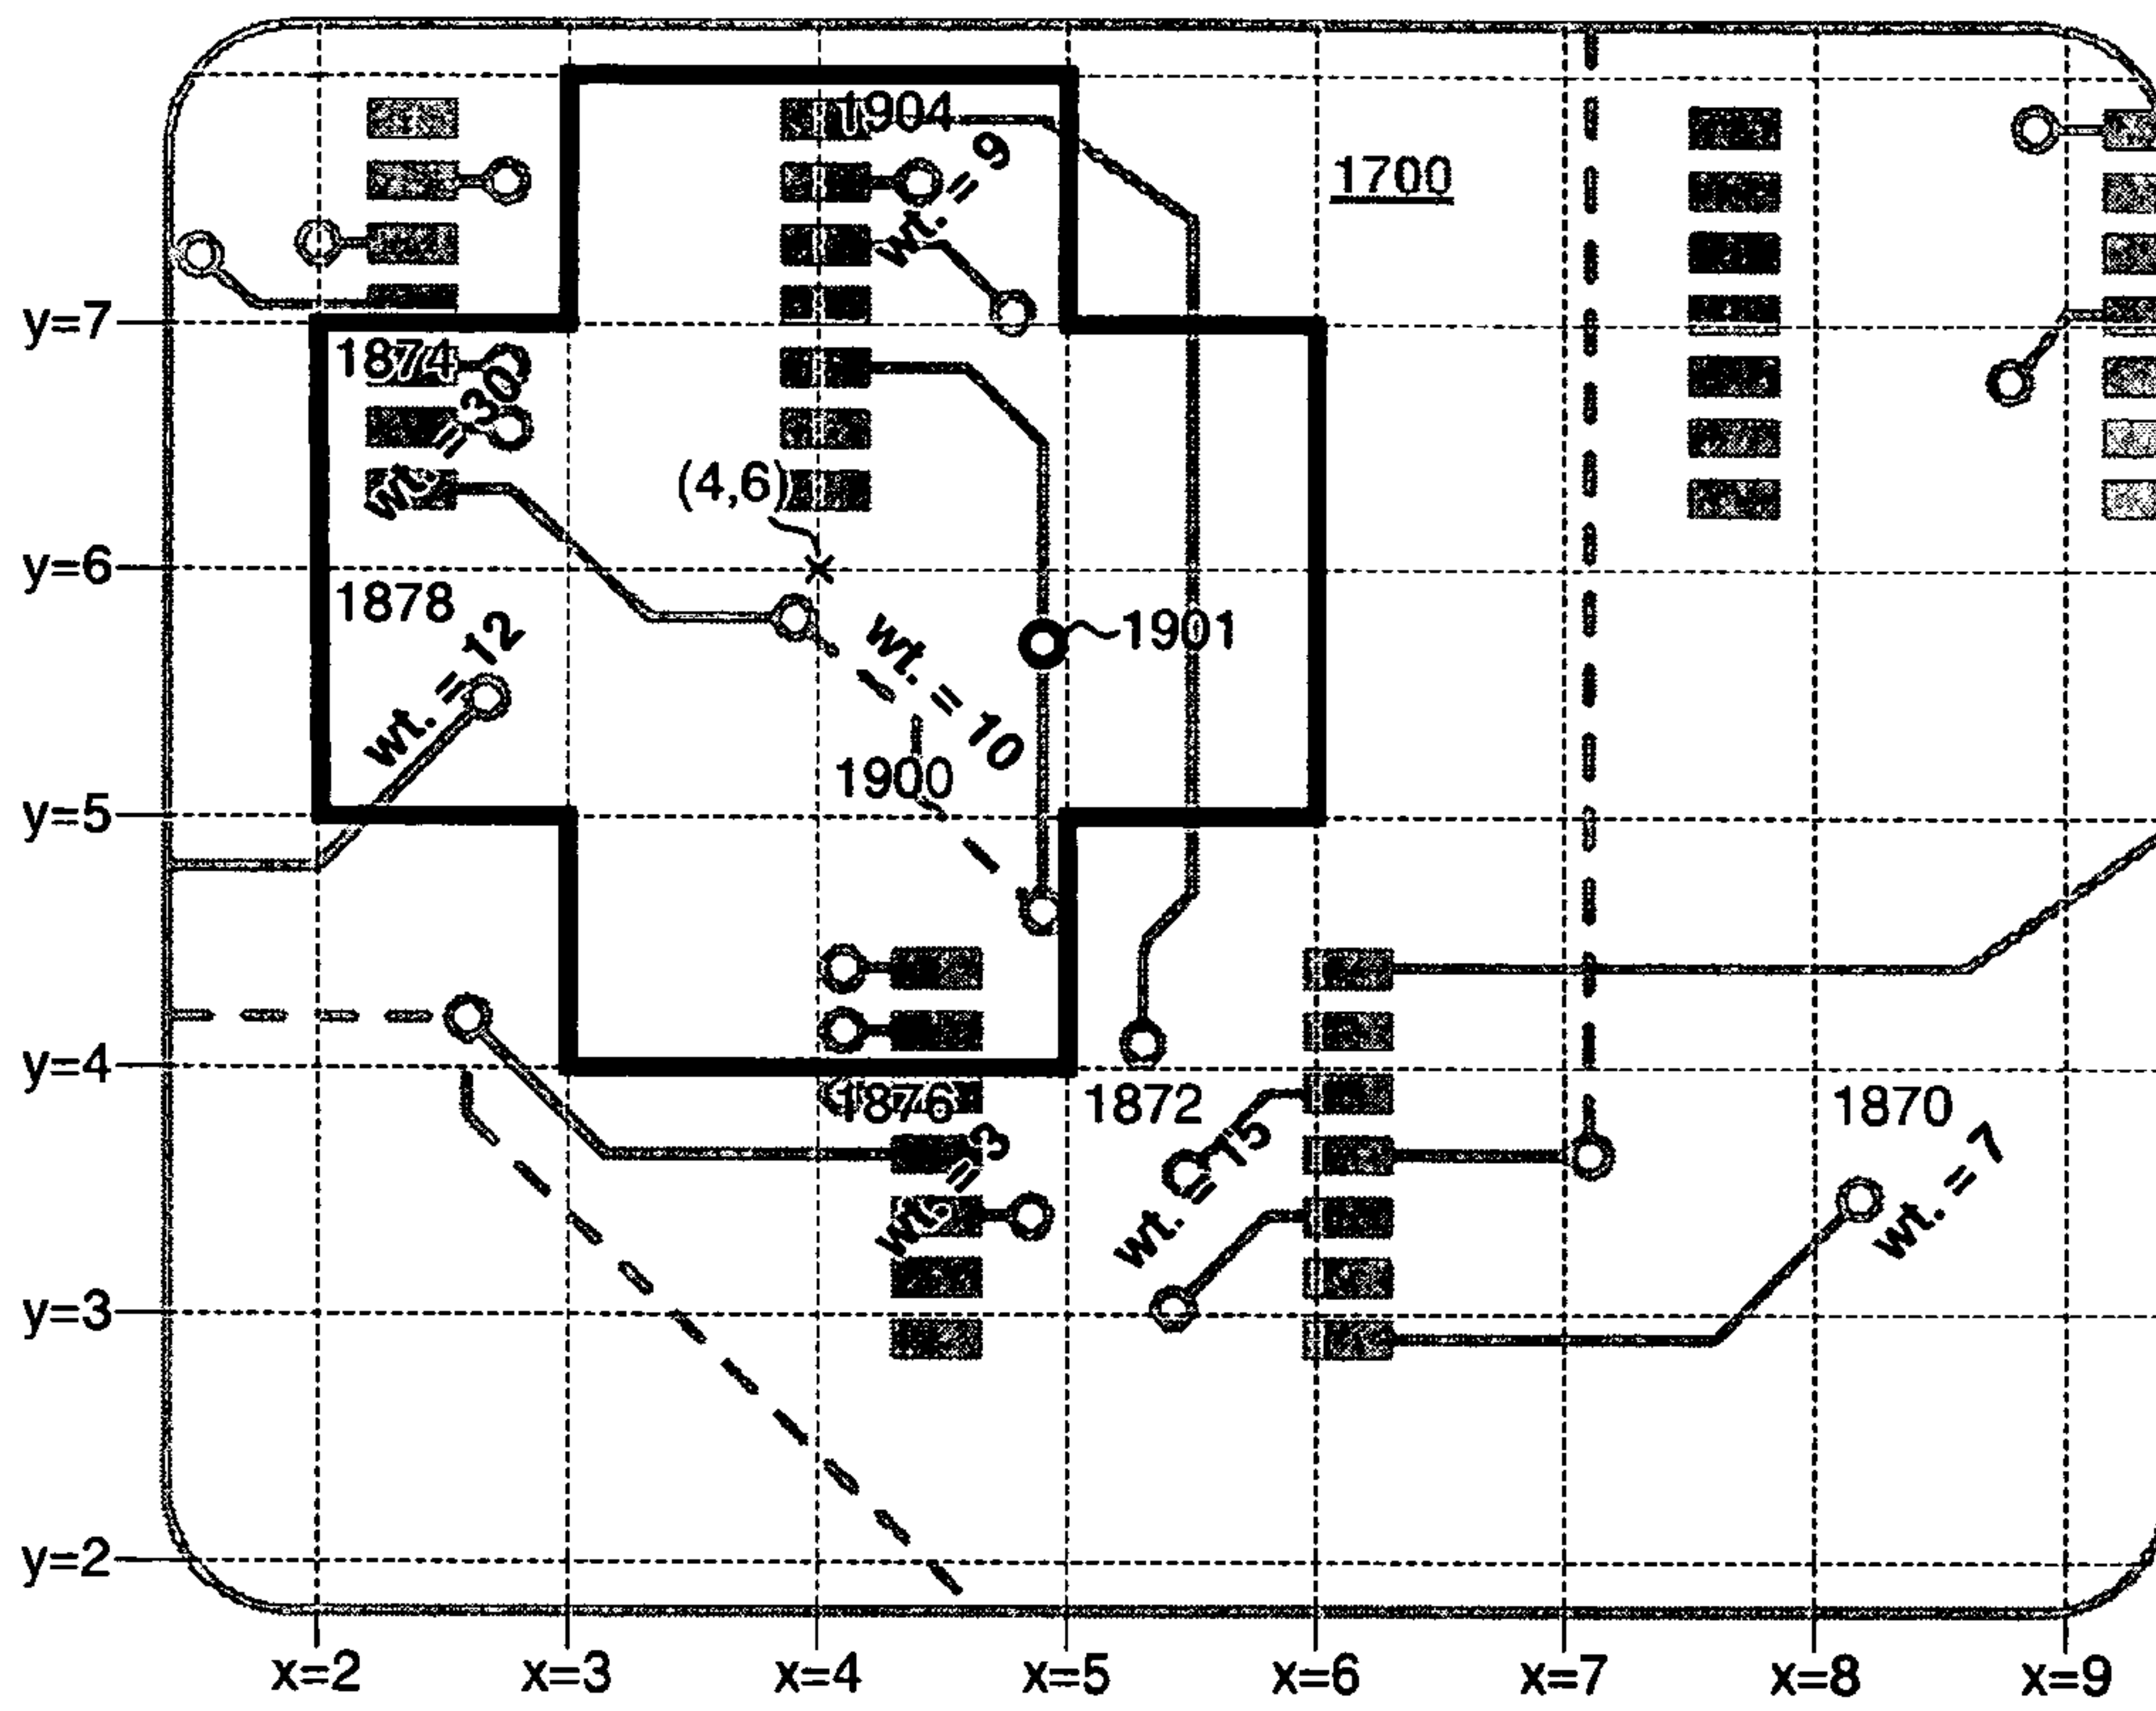 1904
wt. = 9
1700
y=7
1874
wt. = 30
(4,6)
y=6
1878
wt. = 12
wt. = 10
1901
1900
y=5
y=4
1876
wt. = 3
1872
wt. = 15
1870
wt. = 7
y=3
y=2
x=2 x=3 x=4 x=5 x=6 x=7 x=8 x=9